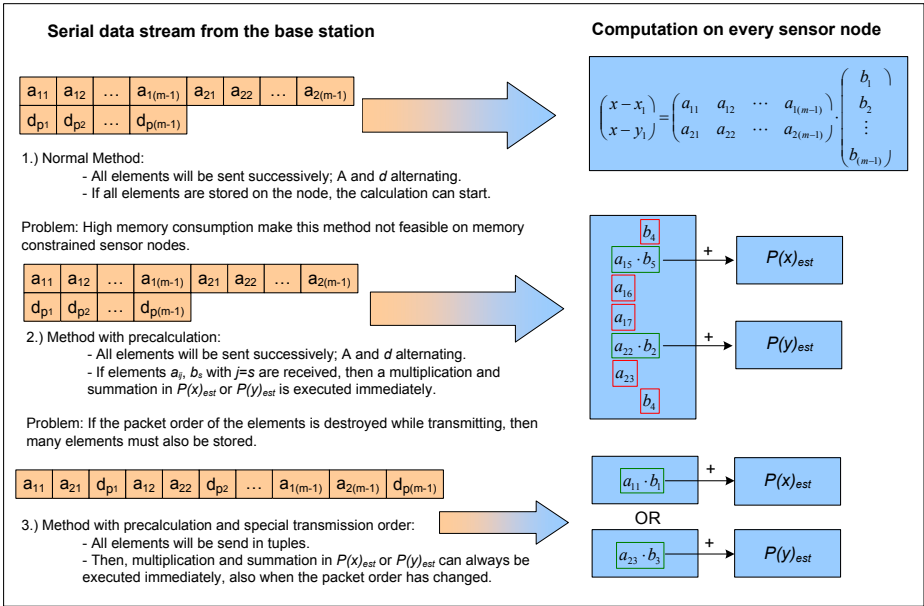 Serial data stream from the base station
Computation on every sensor node
a11 a12 … a1(m-1) a21 a22 … a2(m-1)
dp1 dp2 … dp(m-1)
(x − x1
x − y1) = (a11 a12 ⋯ a1(m−1)
a21 a22 ⋯ a2(m−1)) · (b1
b2
⋮
b(m−1))
1.) Normal Method:
- All elements will be sent successively; A and d alternating.
- If all elements are stored on the node, the calculation can start.
Problem: High memory consumption make this method not feasible on memory
constrained sensor nodes.
a11 a12 … a1(m-1) a21 a22 … a2(m-1)
dp1 dp2 … dp(m-1)
b4
a15 · b5
+
P(x)est
a16
a17
a22 · b2
+
P(y)est
a23
b4
2.) Method with precalculation:
- All elements will be sent successively; A and d alternating.
- If elements aij, bs with j=s are received, then a multiplication and
summation in P(x)est or P(y)est is executed immediately.
Problem: If the packet order of the elements is destroyed while transmitting, then
many elements must also be stored.
a11 a21 dp1 a12 a22 dp2 … a1(m-1) a2(m-1) dp(m-1)
a11 · b1
+
P(x)est
OR
a23 · b3
+
P(y)est
3.) Method with precalculation and special transmission order:
- All elements will be send in tuples.
- Then, multiplication and summation in P(x)est or P(y)est can always be
executed immediately, also when the packet order has changed.